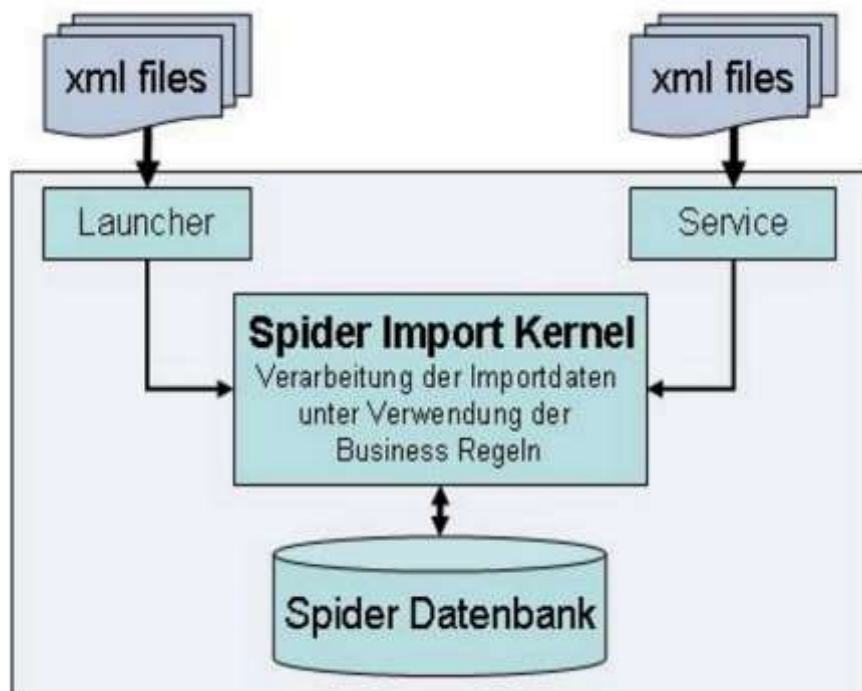 xml files
xml files
Launcher
Service
Spider Import Kernel
Verarbeitung der Importdaten
unter Verwendung der
Business Regeln
Spider Datenbank